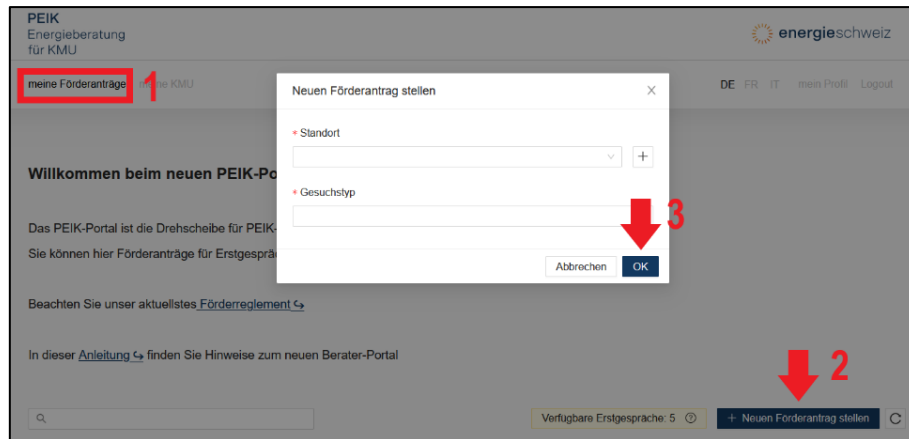 PEIK
Energieberatung
für KMU
energieschweiz
meine Förderanträge
1
meine KMU
DE FR IT mein Profil Logout
Neuen Förderantrag stellen
* Standort
* Gesuchstyp
3
Abbrechen
OK
Willkommen beim neuen PEIK-Po
Das PEIK-Portal ist die Drehscheibe für PEIK-
Sie können hier Förderanträge für Erstgesprä
Beachten Sie unser aktuellstes Förderreglement
In dieser Anleitung finden Sie Hinweise zum neuen Berater-Portal
2
Verfügbare Erstgespräche: 5
+ Neuen Förderantrag stellen